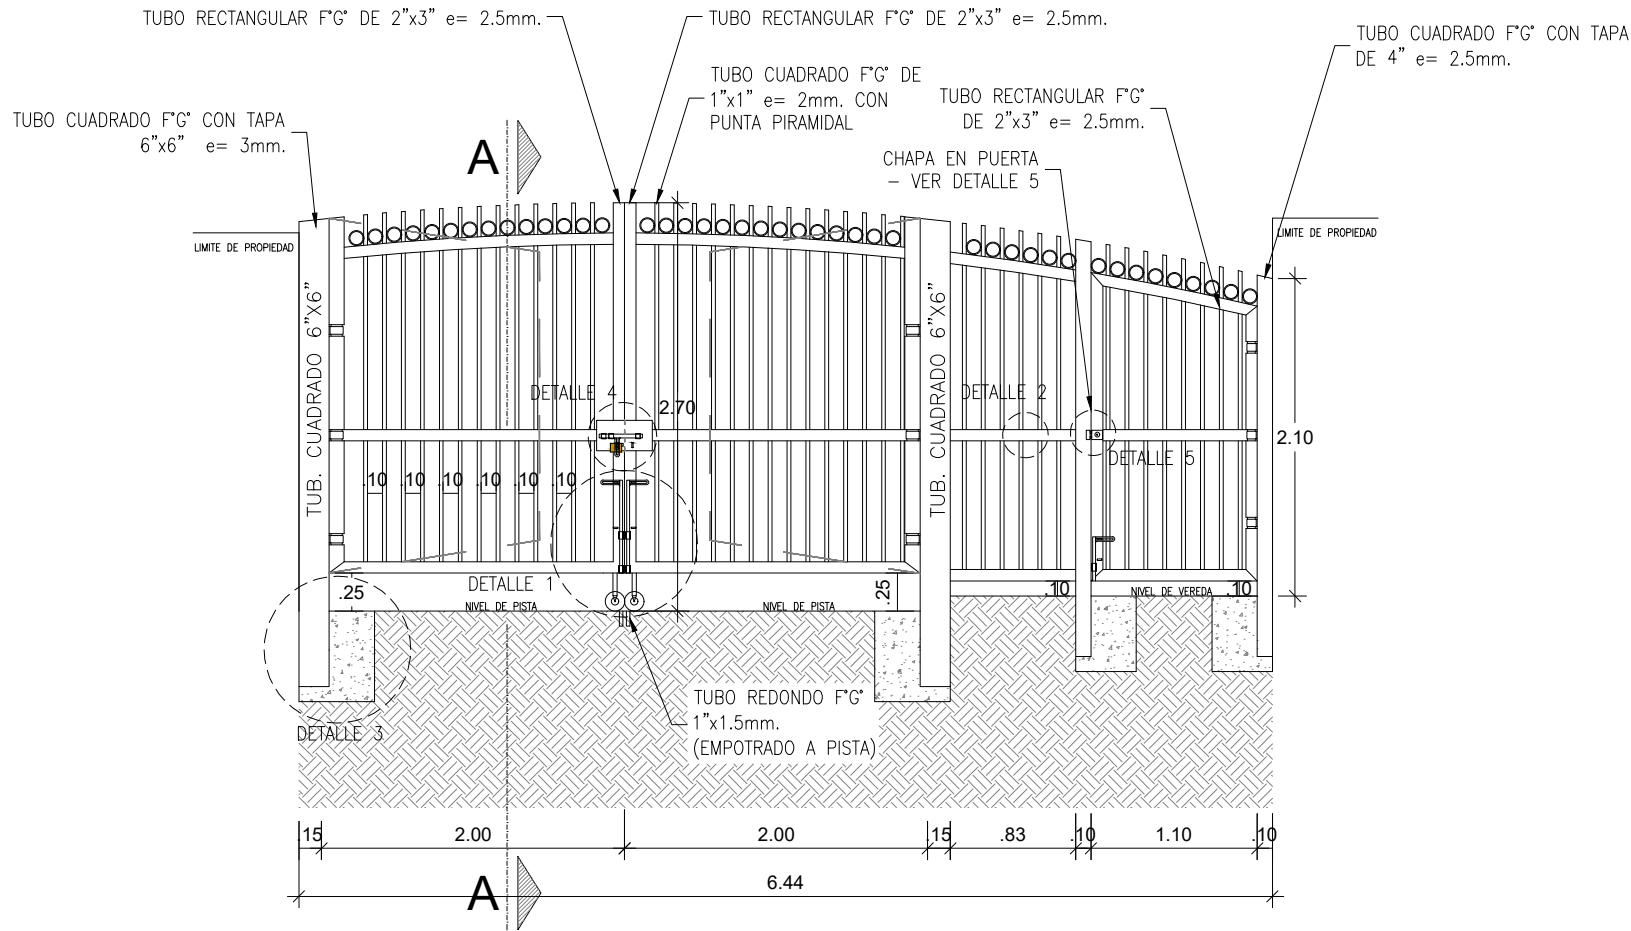 TUBO RECTANGULAR F°G° DE 2"x3" e= 2.5mm.
TUBO RECTANGULAR F°G° DE 2"x3" e= 2.5mm.
TUBO CUADRADO F°G° CON TAPA
DE 4" e= 2.5mm.
TUBO CUADRADO F°G° DE
1"x1" e= 2mm. CON
PUNTA PIRAMIDAL
TUBO RECTANGULAR F°G°
DE 2"x3" e= 2.5mm.
TUBO CUADRADO F°G° CON TAPA
6"x6" e= 3mm.
A
CHAPA EN PUERTA
– VER DETALLE 5
LIMITE DE PROPIEDAD
LIMITE DE PROPIEDAD
TUB. CUADRADO 6"X6"
TUB. CUADRADO 6"X6"
DETALLE 4
2.70
DETALLE 2
2.10
DETALLE 5
.10
.10
.10
.10
.10
.10
DETALLE 1
.25
.25
.10
.10
NIVEL DE PISTA
NIVEL DE PISTA
NIVEL DE VEREDA
TUBO REDONDO F°G°
1"x1.5mm.
(EMPOTRADO A PISTA)
DETALLE 3
.15
2.00
2.00
.15
.83
.10
1.10
.10
6.44
A